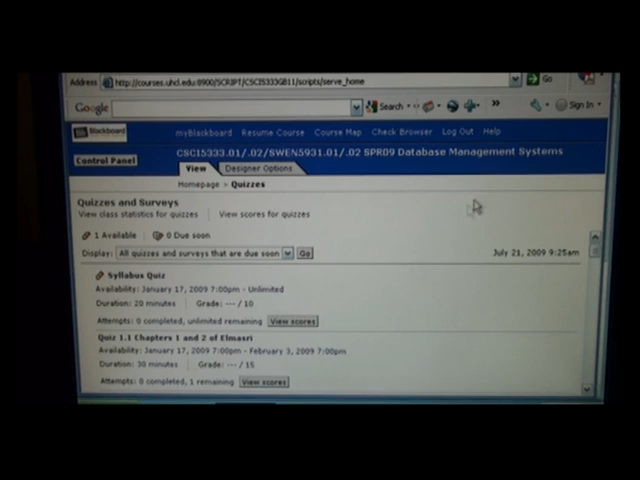 Address http://courses.uhcl.edu:8900/SCRIPT/CSCI5333GB11/scripts/serve_home Go
Google Search Sign In
Blackboard myBlackboard Resume Course Course Map Check Browser Log Out Help
CSCI5333.01/.02/SWEN5931.01/.02 SPR09 Database Management Systems
Control Panel
View Designer Options
Homepage > Quizzes
Quizzes and Surveys
View class statistics for quizzes View scores for quizzes
1 Available 0 Due soon
Display: All quizzes and surveys that are due soon Go July 21, 2009 9:25am
Syllabus Quiz
Availability: January 17, 2009 7:00pm - Unlimited
Duration: 20 minutes Grade: --- / 10
Attempts: 0 completed, unlimited remaining View scores
Quiz 1.1 Chapters 1 and 2 of Elmasri
Availability: January 17, 2009 7:00pm - February 3, 2009 7:00pm
Duration: 30 minutes Grade: --- / 15
Attempts: 0 completed, 1 remaining View scores